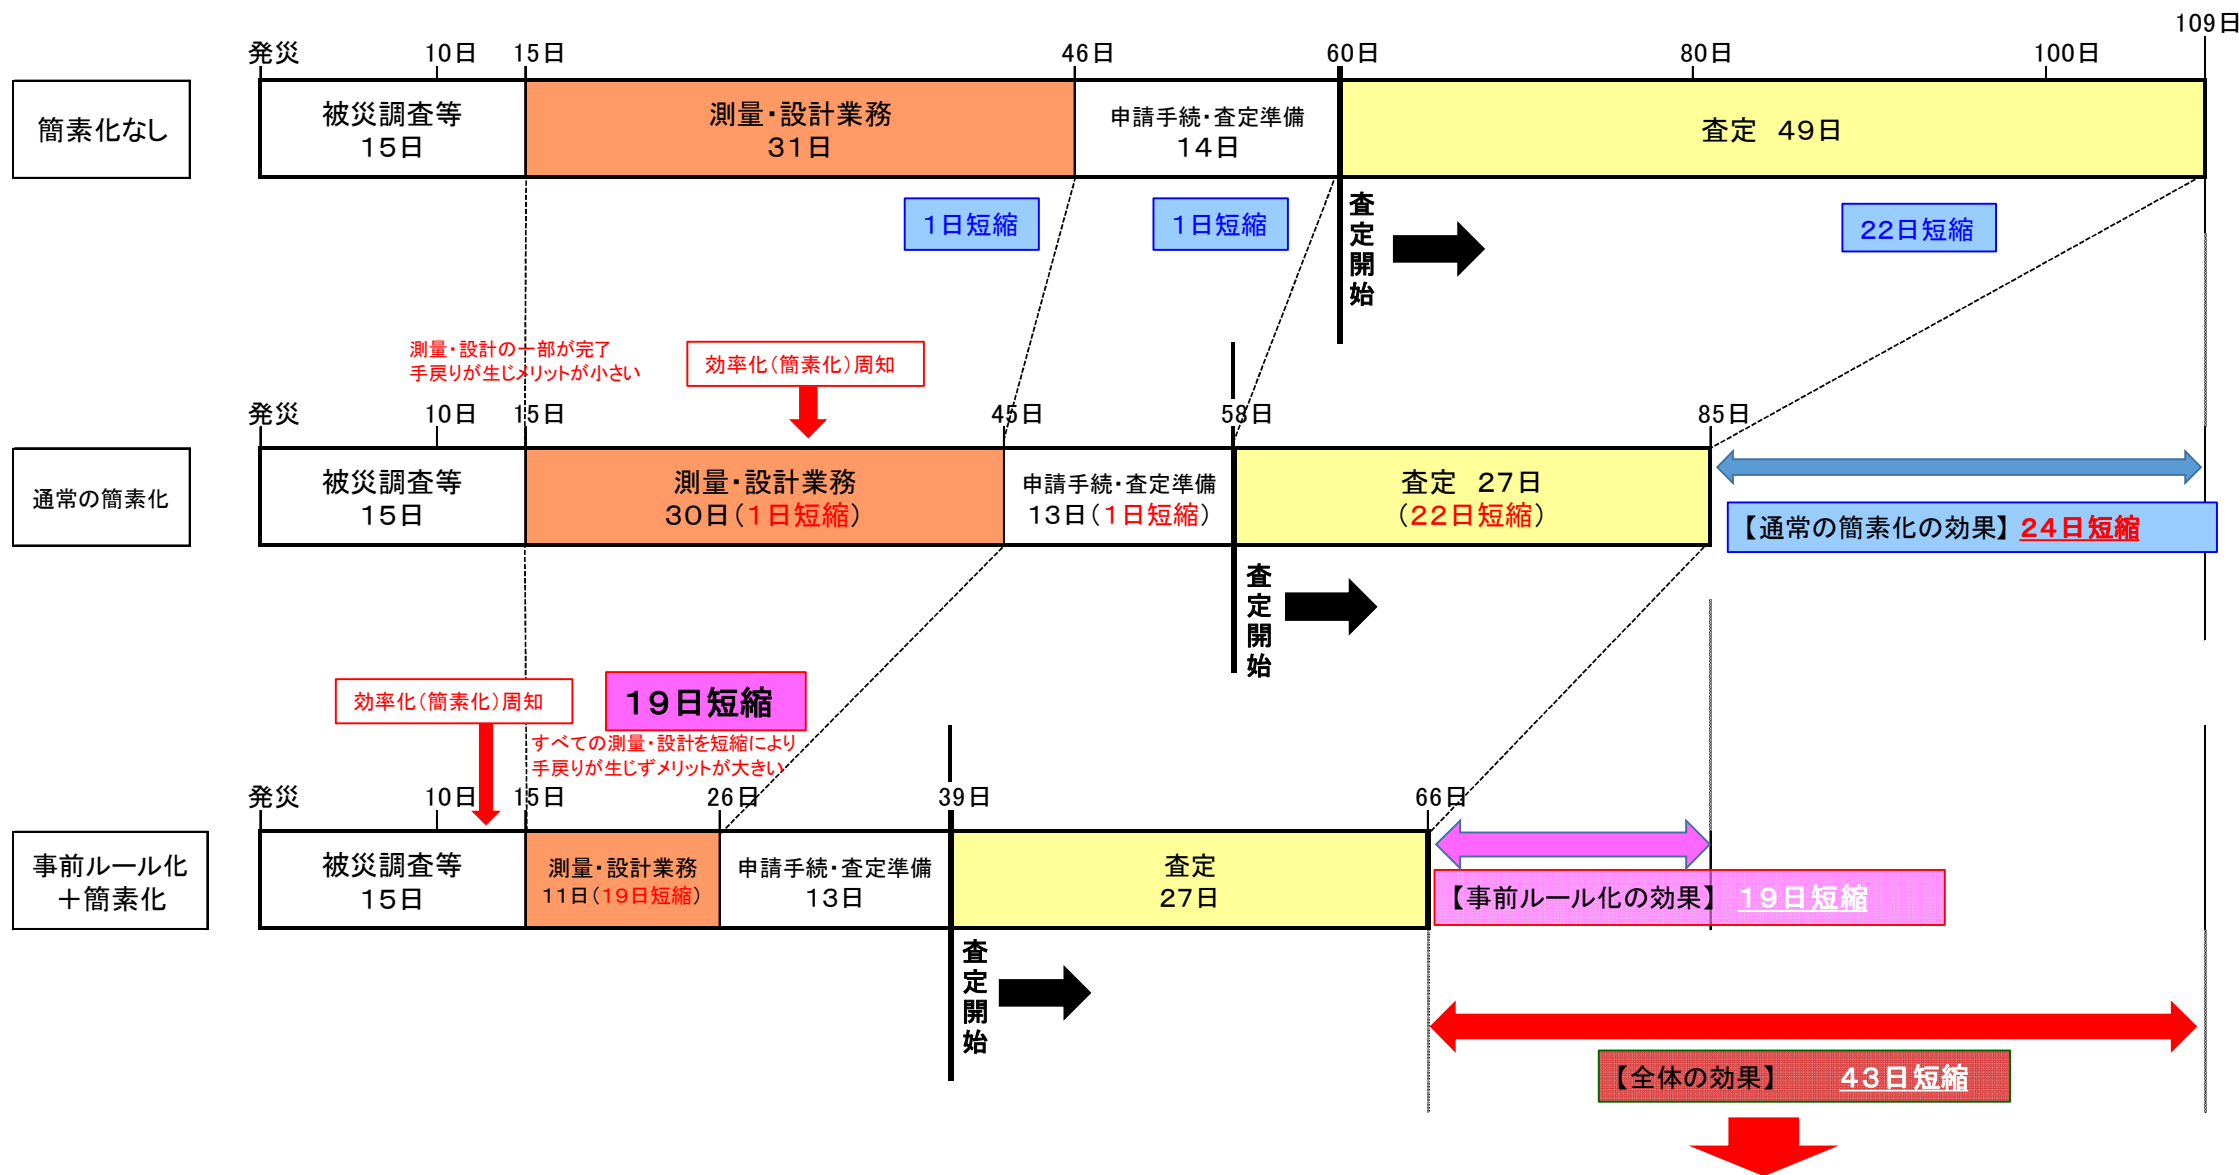 109日
発災 10日 15日 46日 60日 80日 100日
簡素化なし
被災調査等
15日
測量・設計業務
31日
申請手続・査定準備
14日
査定 49日
1日短縮
1日短縮
22日短縮
査定開始
測量・設計の一部が完了
手戻りが生じメリットが小さい
効率化(簡素化)周知
発災 10日 15日 45日 58日 85日
通常の簡素化
被災調査等
15日
測量・設計業務
30日(1日短縮)
申請手続・査定準備
13日(1日短縮)
査定 27日
(22日短縮)
【通常の簡素化の効果】 24日短縮
査定開始
効率化(簡素化)周知
19日短縮
すべての測量・設計を短縮により
手戻りが生じずメリットが大きい
発災 10日 15日 26日 39日 66日
事前ルール化
+簡素化
被災調査等
15日
測量・設計業務
11日(19日短縮)
申請手続・査定準備
13日
査定
27日
【事前ルール化の効果】 19日短縮
査定開始
【全体の効果】 43日短縮